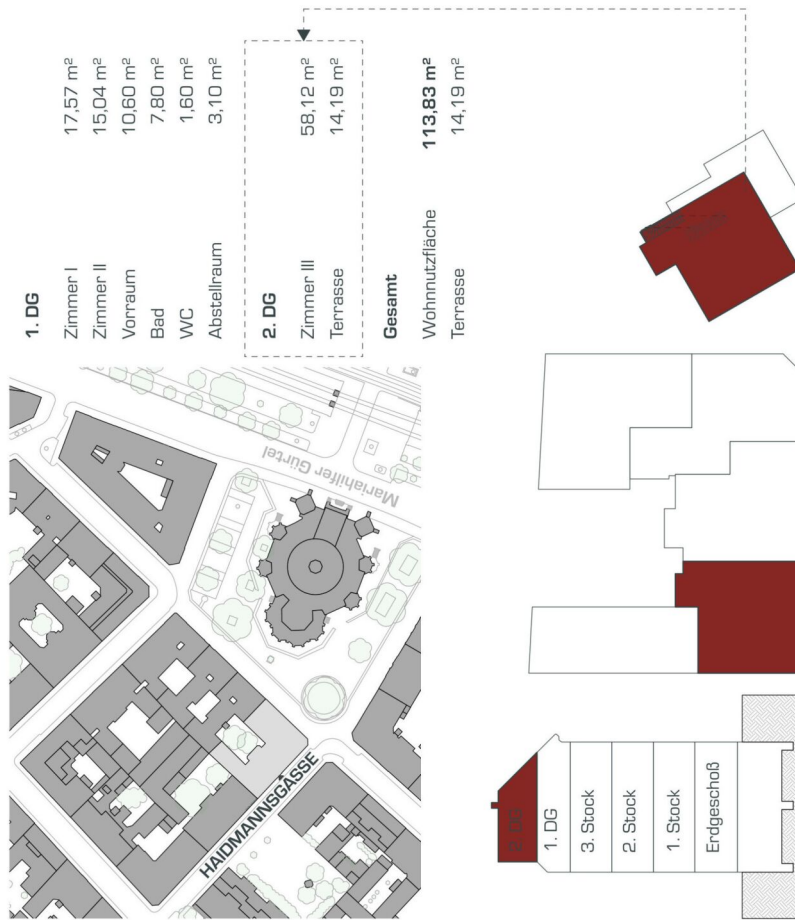 1. DG
Zimmer I 17,57 m²
Zimmer II 15,04 m²
Vorraum 10,60 m²
Bad 7,80 m²
WC 1,60 m²
Abstellraum 3,10 m²
2. DG
Zimmer III 58,12 m²
Terrasse 14,19 m²
Gesamt
Wohnnutzfläche 113,83 m²
Terrasse 14,19 m²
Mariahilfer Gürtel
HAIDMANNSGASSE
2. DG
1. DG
3. Stock
2. Stock
1. Stock
Erdgeschoß